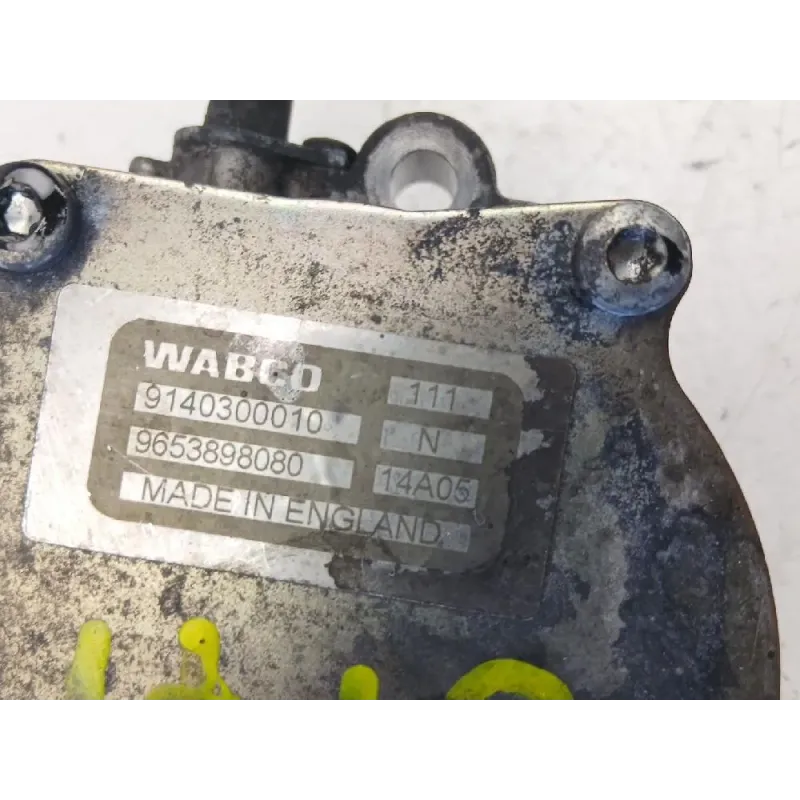 WABCO 111
9140300010 N
9653898080 14A05
MADE IN ENGLAND